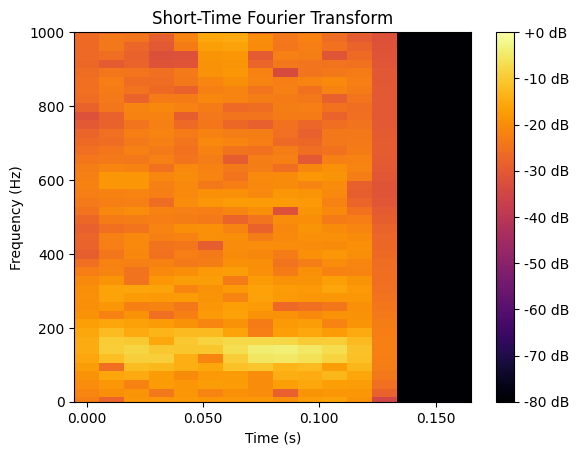 Short-Time Fourier Transform
1000
800
600
400
200
0
Frequency (Hz)
0.000
0.050
0.100
0.150
Time (s)
+0 dB
-10 dB
-20 dB
-30 dB
-40 dB
-50 dB
-60 dB
-70 dB
-80 dB